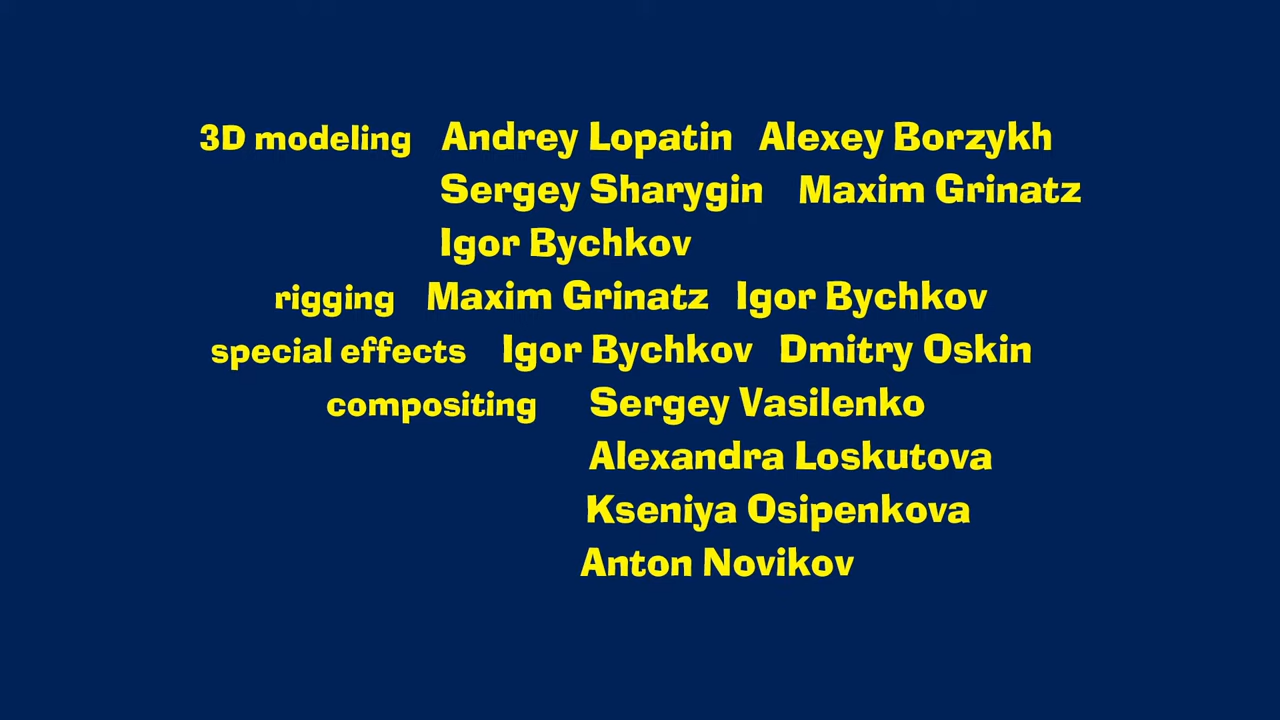 3D modeling Andrey Lopatin Alexey Borzykh
Sergey Sharygin Maxim Grinatz
Igor Bychkov
rigging Maxim Grinatz Igor Bychkov
special effects Igor Bychkov Dmitry Oskin
compositing Sergey Vasilenko
Alexandra Loskutova
Kseniya Osipenkova
Anton Novikov